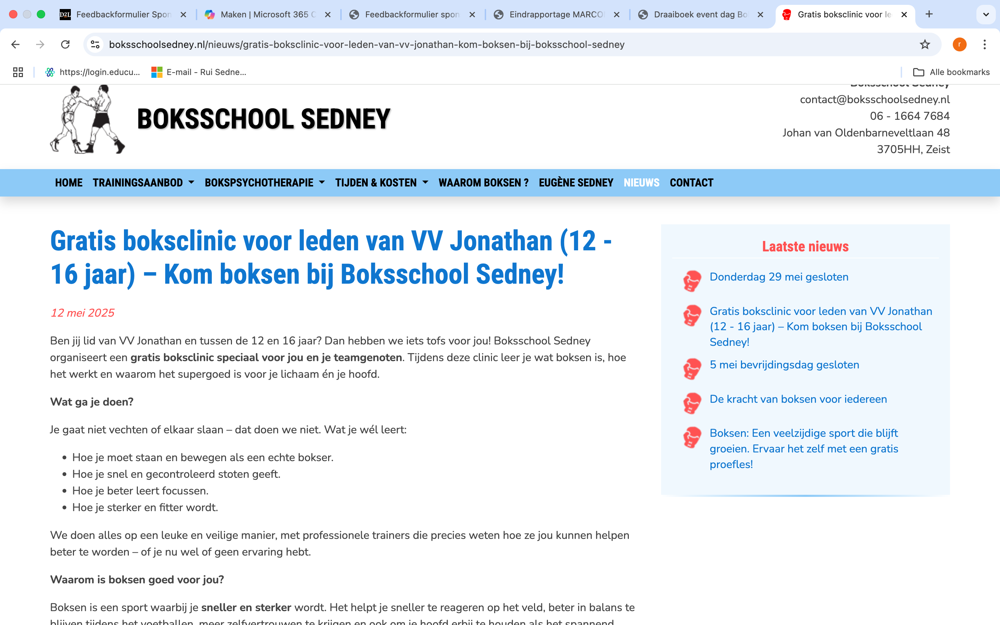 D2L Feedbackformulier Spon
Maken | Microsoft 365 C
Feedbackformulier spon
Eindrapportage MARCO
Draaiboek event dag Bo
Gratis boksclinic voor le
boksschoolsedney.nl/nieuws/gratis-boksclinic-voor-leden-van-vv-jonathan-kom-boksen-bij-boksschool-sedney
r
https://login.educu...
E-mail - Rui Sedne...
Alle bookmarks
BOKSSCHOOL SEDNEY
Boksschool Sedney
contact@boksschoolsedney.nl
06 - 1664 7684
Johan van Oldenbarneveltlaan 48
3705HH, Zeist
HOME TRAININGSAANBOD BOKSPSYCHOTHERAPIE TIJDEN & KOSTEN WAAROM BOKSEN ? EUGÈNE SEDNEY NIEUWS CONTACT
Gratis boksclinic voor leden van VV Jonathan (12 -
16 jaar) – Kom boksen bij Boksschool Sedney!
12 mei 2025
Ben jij lid van VV Jonathan en tussen de 12 en 16 jaar? Dan hebben we iets tofs voor jou! Boksschool Sedney
organiseert een gratis boksclinic speciaal voor jou en je teamgenoten. Tijdens deze clinic leer je wat boksen is, hoe
het werkt en waarom het supergoed is voor je lichaam én je hoofd.
Wat ga je doen?
Je gaat niet vechten of elkaar slaan – dat doen we niet. Wat je wél leert:
• Hoe je moet staan en bewegen als een echte bokser.
• Hoe je snel en gecontroleerd stoten geeft.
• Hoe je beter leert focussen.
• Hoe je sterker en fitter wordt.
We doen alles op een leuke en veilige manier, met professionele trainers die precies weten hoe ze jou kunnen helpen
beter te worden – of je nu wel of geen ervaring hebt.
Waarom is boksen goed voor jou?
Boksen is een sport waarbij je sneller en sterker wordt. Het helpt je sneller te reageren op het veld, beter in balans te
blijven tijdens het voetballen, meer zelfvertrouwen te krijgen en ook om je hoofd erbij te houden als het spannend
Laatste nieuws
Donderdag 29 mei gesloten
Gratis boksclinic voor leden van VV Jonathan
(12 - 16 jaar) – Kom boksen bij Boksschool
Sedney!
5 mei bevrijdingsdag gesloten
De kracht van boksen voor iedereen
Boksen: Een veelzijdige sport die blijft
groeien. Ervaar het zelf met een gratis
proefles!